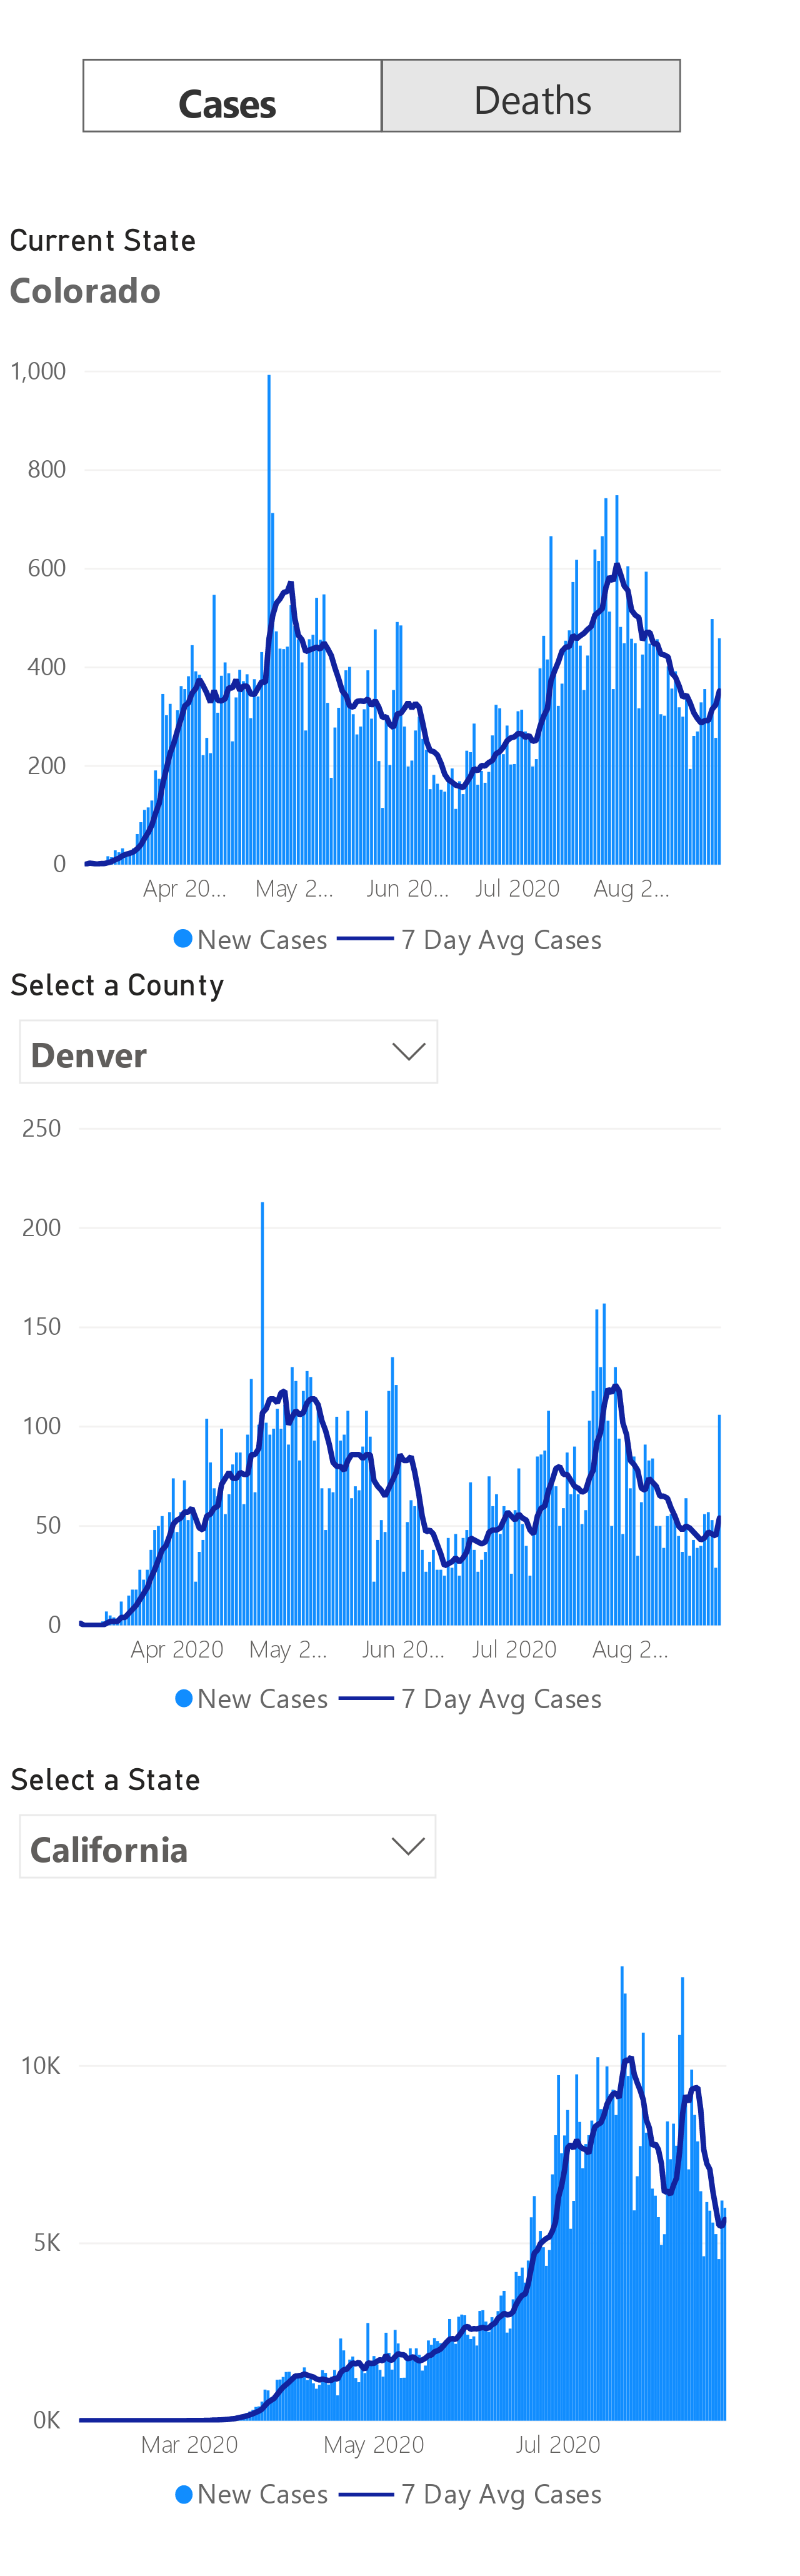 Cases Deaths
Current State
Colorado
1,000
800
600
400
200
0
Apr 20... May 2... Jun 20... Jul 2020 Aug 2...
New Cases 7 Day Avg Cases
Select a County
Denver
250
200
150
100
50
0
Apr 2020 May 2... Jun 20... Jul 2020 Aug 2...
New Cases 7 Day Avg Cases
Select a State
California
10K
5K
0K
Mar 2020 May 2020 Jul 2020
New Cases 7 Day Avg Cases